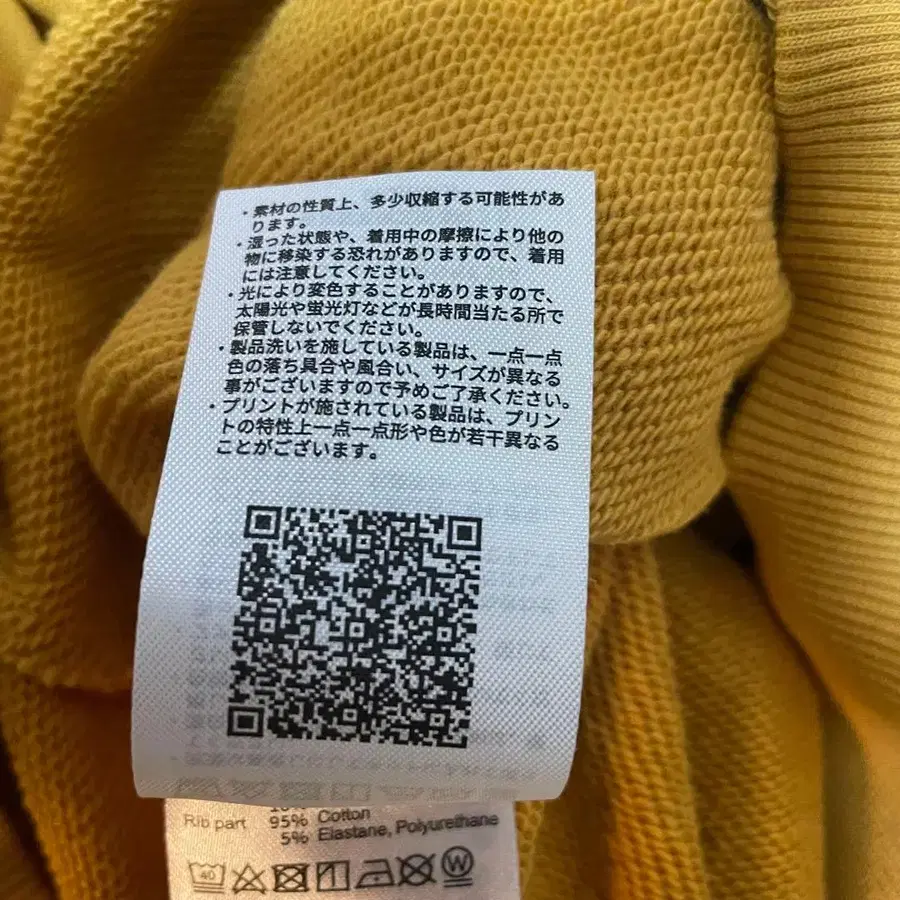 ・素材の性質上、多少収縮する可能性があ
ります。
・湿った状態や、着用中の摩擦により他の
物に移染する恐れがありますので、着用
には注意してください。
・光により変色することがありますので、
太陽光や蛍光灯などが長時間当たる所で
保管しないでください。
・製品洗いを施している製品は、一点一点
色の落ち具合や風合い、サイズが異なる
事がございますので予めご了承ください。
・プリントが施されている製品は、プリン
トの特性上一点一点形や色が若干異なる
ことがございます。
Rib part 95% Cotton
5% Elastane, Polyurethane
40 W